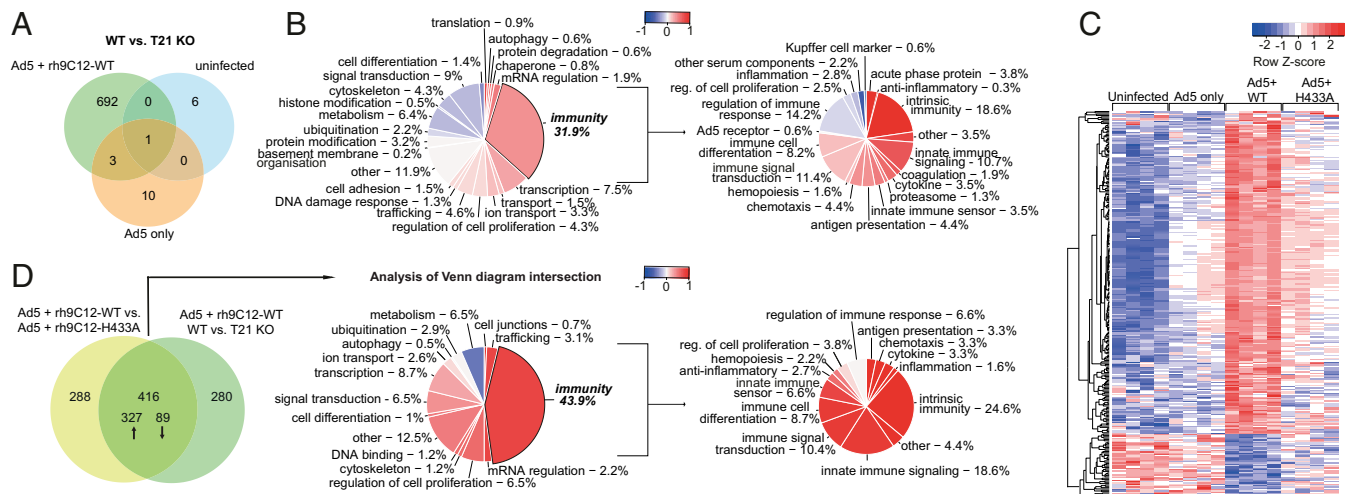 A
WT vs. T21 KO
Ad5 + rh9C12-WT
uninfected
692
0
6
1
3
0
10
Ad5 only
B
-1
0
1
translation – 0.9%
autophagy – 0.6%
protein degradation – 0.6%
chaperone – 0.8%
mRNA regulation – 1.9%
cell differentiation – 1.4%
signal transduction – 9%
cytoskeleton – 4.3%
histone modification – 0.5%
metabolism – 6.4%
ubiquitination – 2.2%
protein modification – 3.2%
basement membrane – 0.2%
organisation
other – 11.9%
cell adhesion – 1.5%
DNA damage response – 1.3%
trafficking – 4.6%
regulation of cell proliferation – 4.3%
immunity
31.9%
transcription – 7.5%
transport – 1.5%
ion transport – 3.3%
Kupffer cell marker – 0.6%
other serum components – 2.2%
inflammation – 2.8%
reg. of cell proliferation – 2.5%
regulation of immune
response – 14.2%
Ad5 receptor – 0.6%
immune cell
differentation – 8.2%
immune signal
transduction – 11.4%
hemopoiesis – 1.6%
chemotaxis – 4.4%
antigen presentation – 4.4%
acute phase protein – 3.8%
anti-inflammatory – 0.3%
intrinsic
immunity – 18.6%
other – 3.5%
innate immune
signaling – 10.7%
coagulation – 1.9%
cytokine – 3.5%
proteasome – 1.3%
innate immune sensor – 3.5%
C
-2
-1
0
1
2
Row Z-score
Uninfected
Ad5 only
Ad5+
WT
Ad5+
H433A
D
Ad5 + rh9C12-WT vs.
Ad5 + rh9C12-H433A
Ad5 + rh9C12-WT
WT vs. T21 KO
288
416
280
327
89
Analysis of Venn diagram intersection
-1
0
1
metabolism – 6.5%
ubiquitination – 2.9%
autophagy – 0.5%
ion transport – 2.6%
transcription – 8.7%
signal transduction – 6.5%
cell differentiation – 1%
other – 12.5%
DNA binding – 1.2%
cytoskeleton – 1.2%
regulation of cell proliferation – 6.5%
cell junctions – 0.7%
trafficking – 3.1%
immunity
43.9%
mRNA regulation – 2.2%
regulation of immune response – 6.6%
antigen presentation – 3.3%
chemotaxis – 3.3%
cytokine – 3.3%
inflammation – 1.6%
reg. of cell proliferation – 3.8%
hemopoiesis – 2.2%
anti-inflammatory – 2.7%
innate immune
sensor – 6.6%
immune cell
differentiation – 8.7%
immune signal
transduction – 10.4%
intrinsic
immunity – 24.6%
other – 4.4%
innate immune signaling – 18.6%